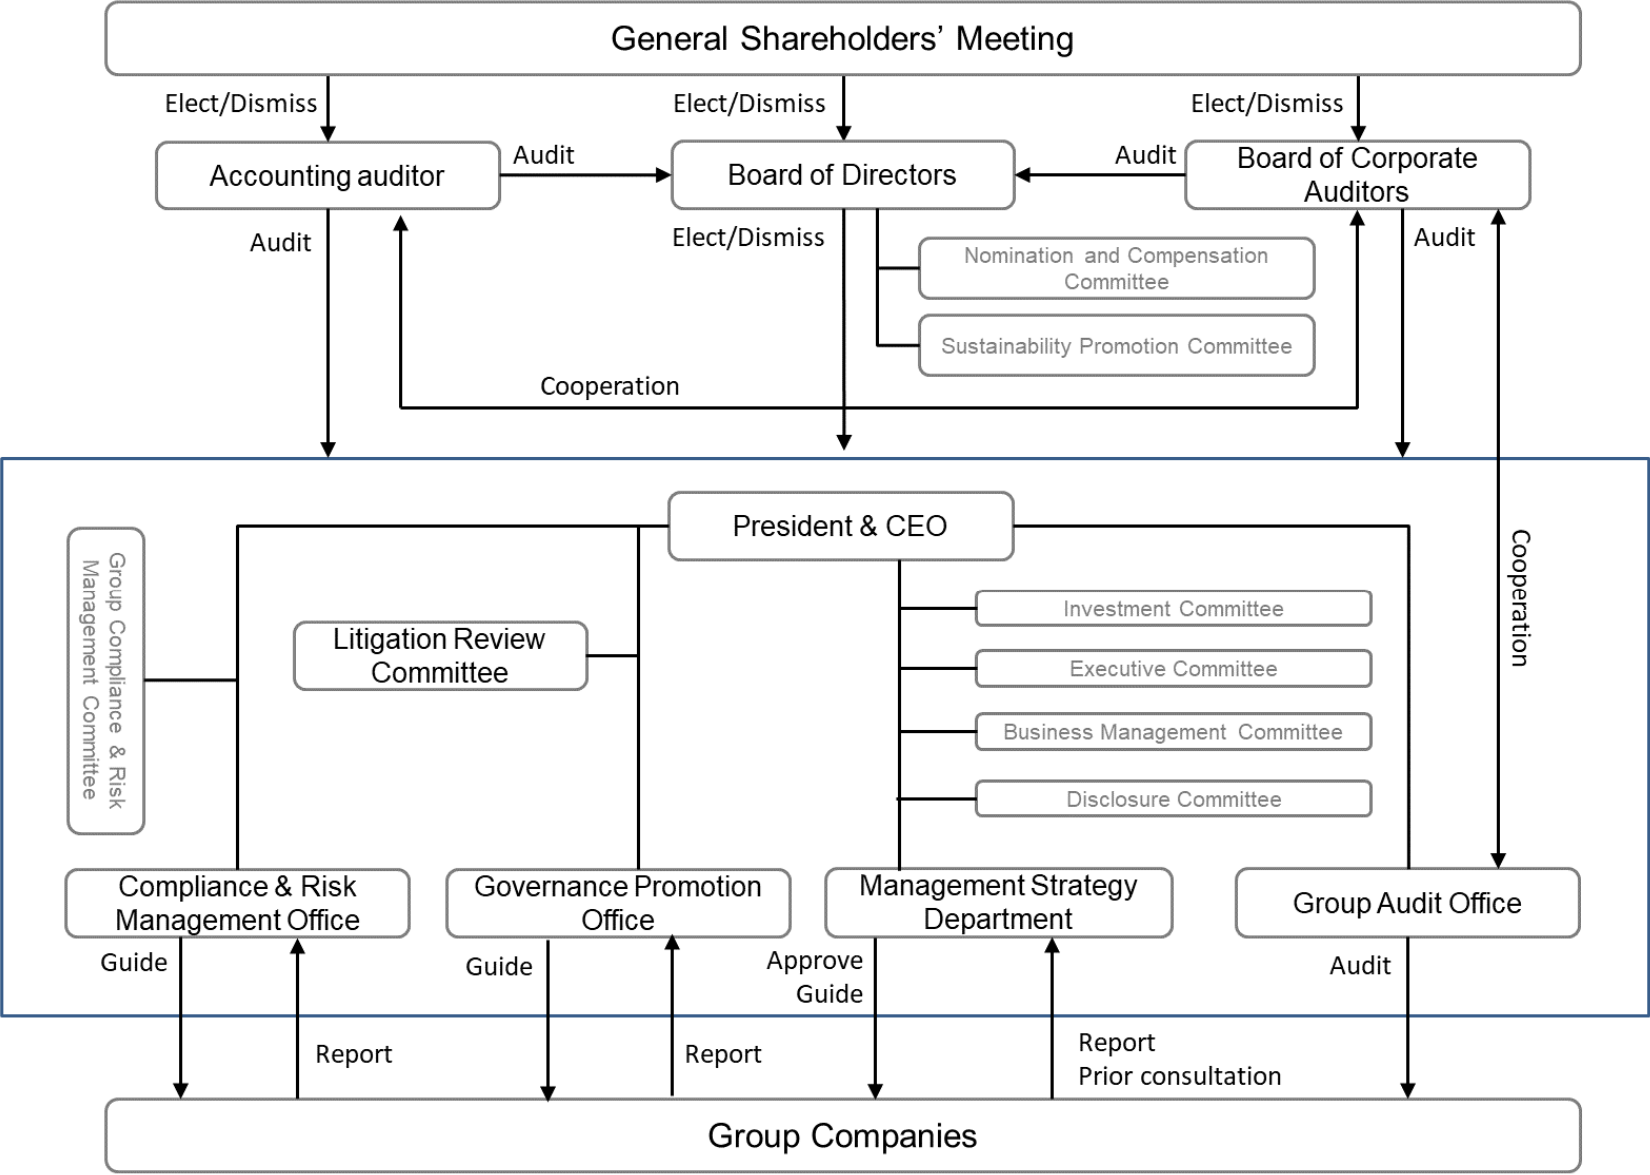 General Shareholders’ Meeting
Elect/Dismiss
Elect/Dismiss
Elect/Dismiss
Accounting auditor
Audit
Board of Directors
Audit
Board of Corporate
Auditors
Audit
Elect/Dismiss
Audit
Nomination and Compensation
Committee
Sustainability Promotion Committee
Cooperation
President & CEO
Group Compliance & Risk
Management Committee
Cooperation
Litigation Review
Committee
Investment Committee
Executive Committee
Business Management Committee
Disclosure Committee
Compliance & Risk
Management Office
Governance Promotion
Office
Management Strategy
Department
Group Audit Office
Guide
Guide
Approve
Guide
Audit
Report
Report
Report
Prior consultation
Group Companies